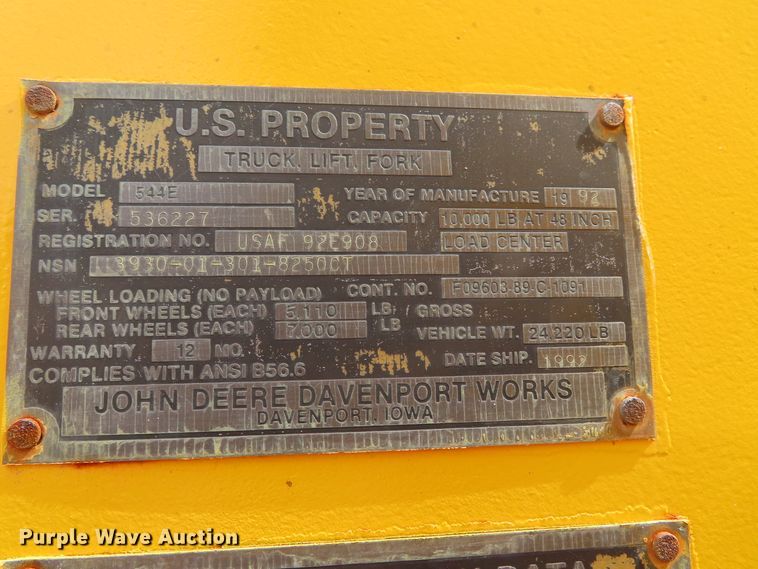 U.S. PROPERTY
TRUCK, LIFT, FORK
MODEL 544E YEAR OF MANUFACTURE 1992
SER. 536227 CAPACITY 10,000 LB AT 48 INCH
REGISTRATION NO. USAF 92E908 LOAD CENTER
NSN 3930-01-301-8250CT
WHEEL LOADING (NO PAYLOAD) CONT. NO. F09603-89-C-1091
FRONT WHEELS (EACH) 5,110 LB GROSS
REAR WHEELS (EACH) 7,000 LB VEHICLE WT. 24,220 LB
WARRANTY 12 MO. DATE SHIP. 1992
COMPLIES WITH ANSI B56.6
JOHN DEERE DAVENPORT WORKS
DAVENPORT, IOWA
Purple Wave Auction
DATA